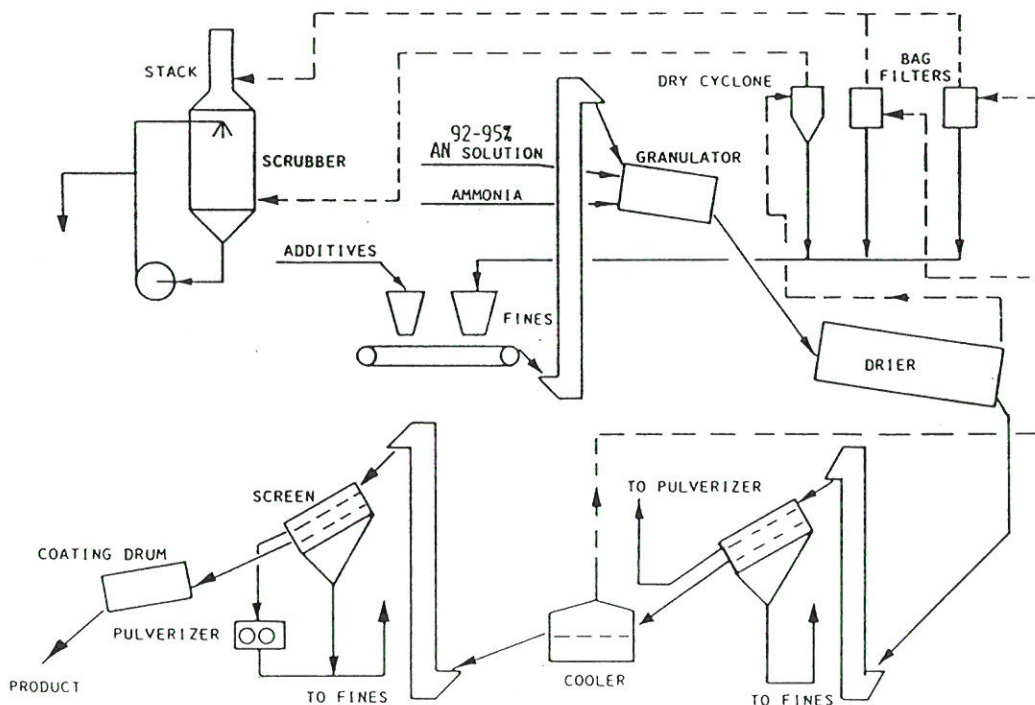 STACK
SCRUBBER
92-95%
AN SOLUTION
AMMONIA
ADDITIVES
FINES
GRANULATOR
DRY CYCLONE
BAG
FILTERS
DRIER
SCREEN
COATING DRUM
PULVERIZER
PRODUCT
TO FINES
TO PULVERIZER
COOLER
TO FINES